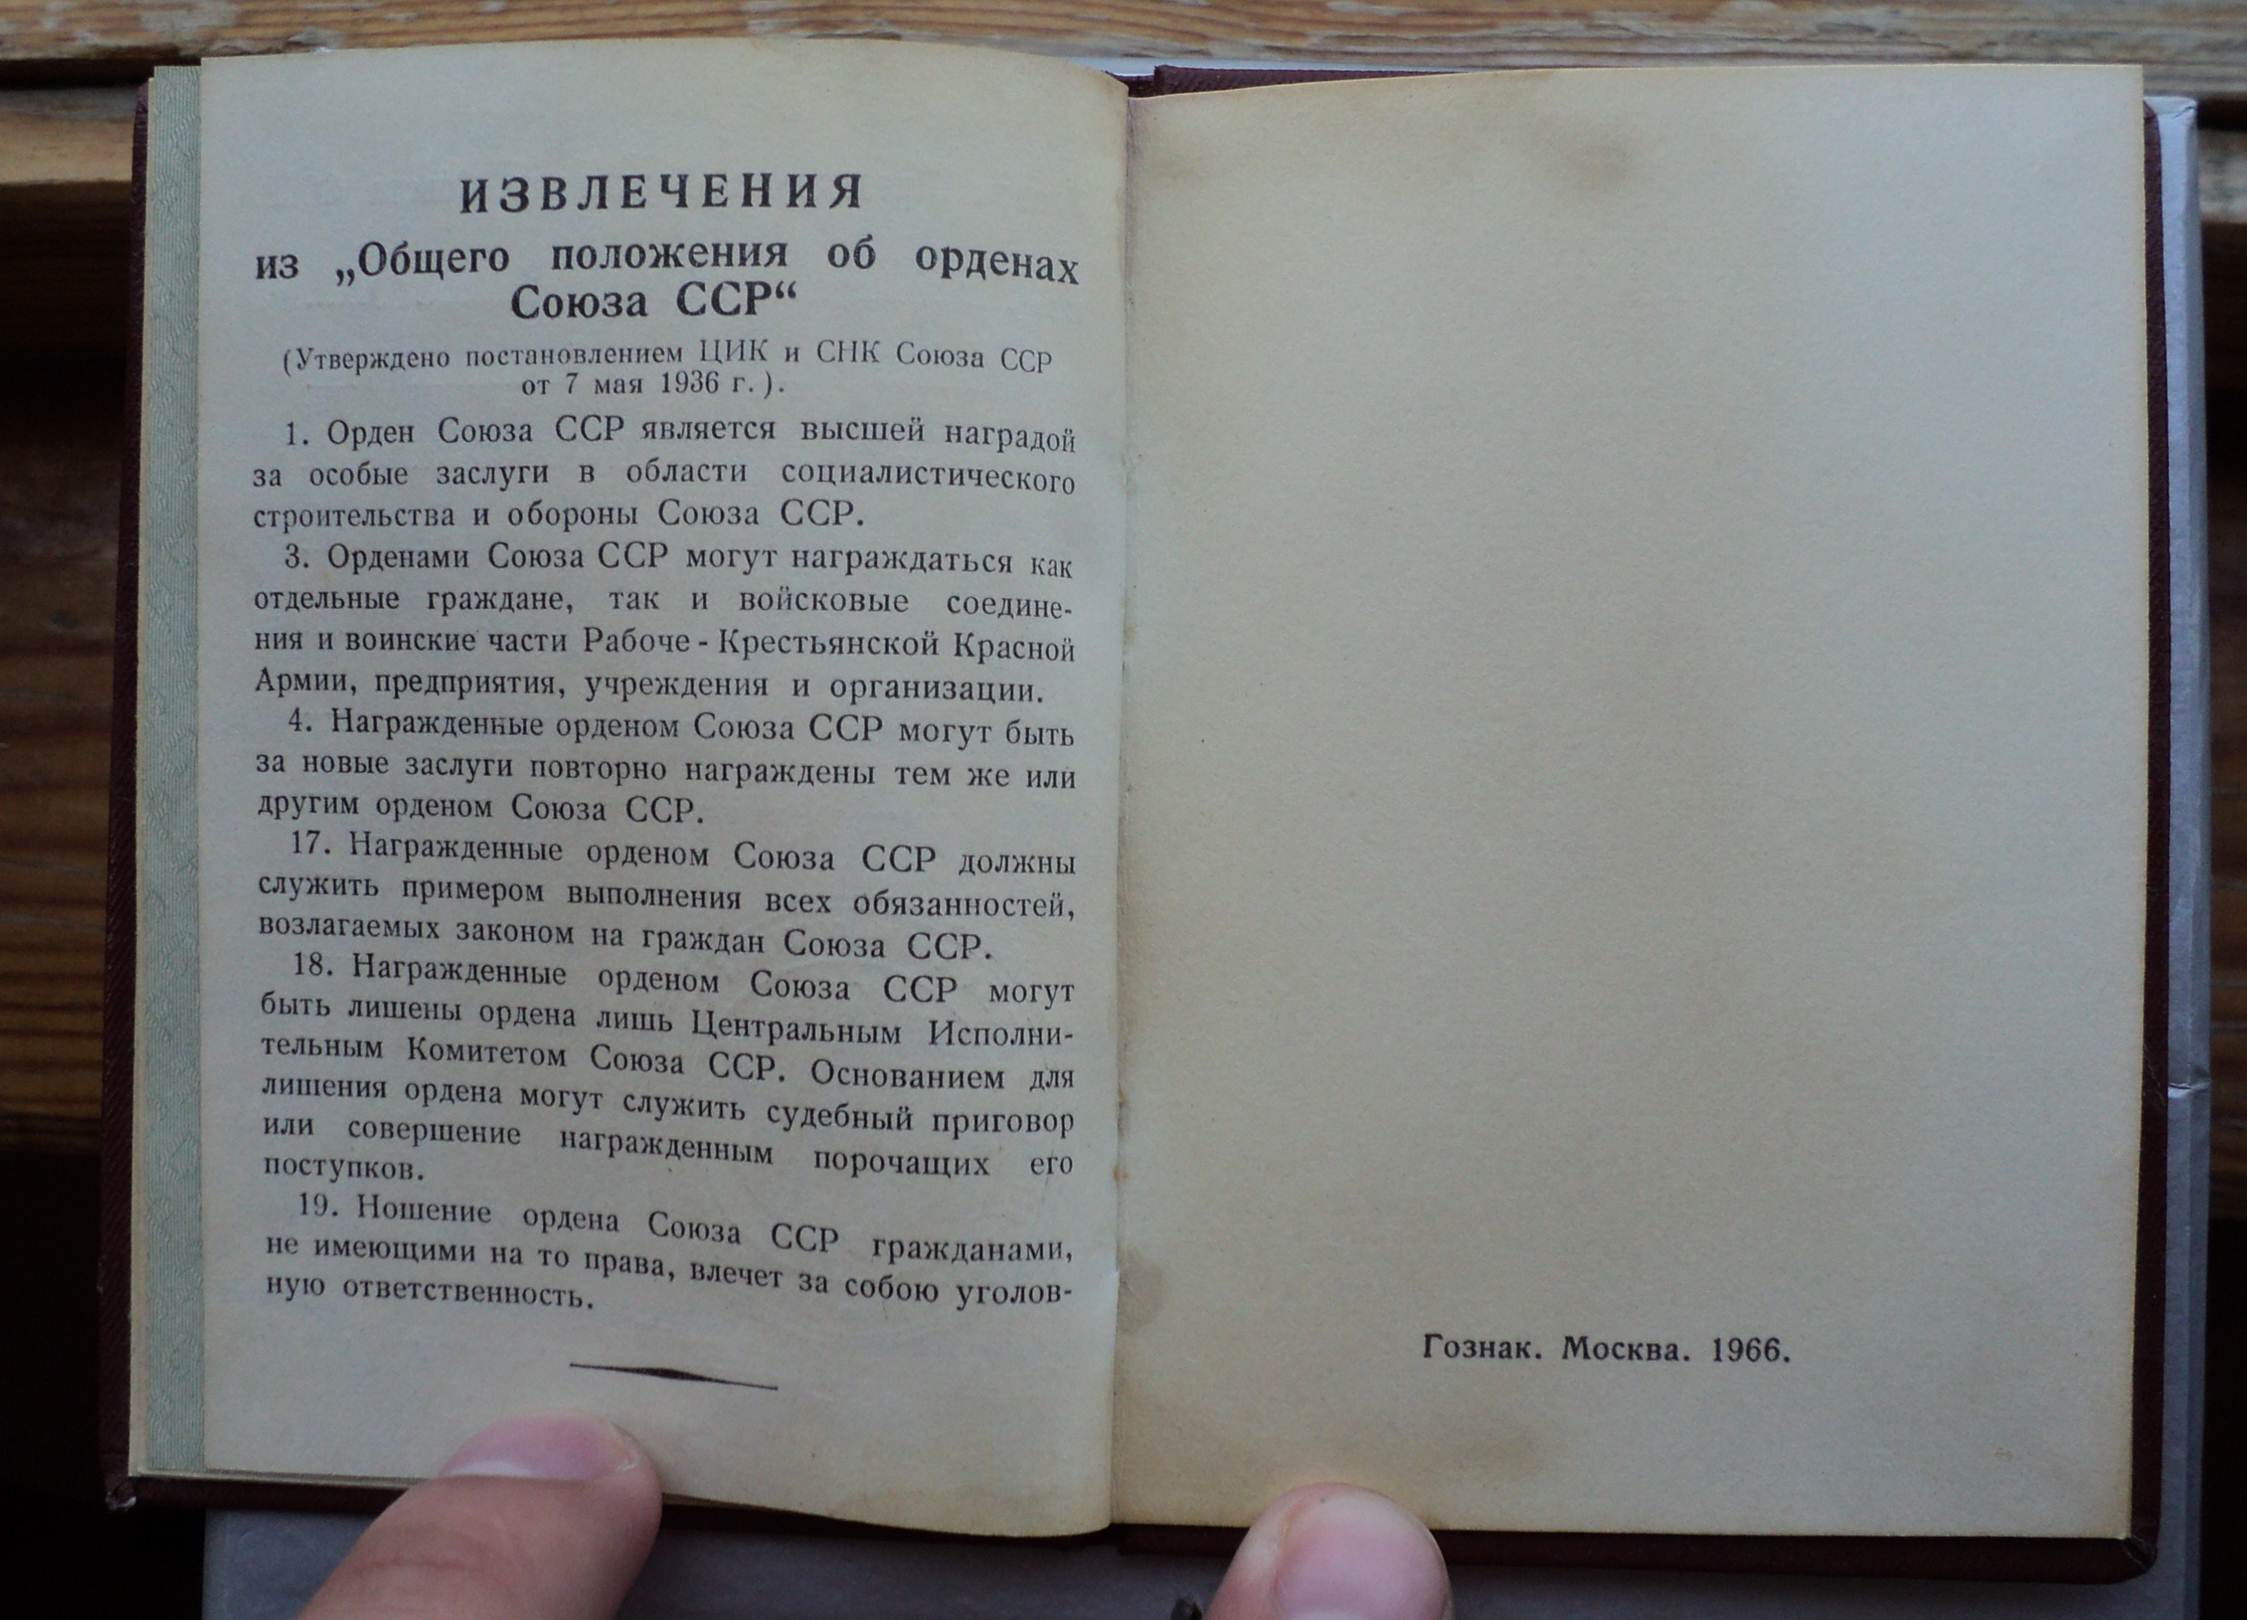 ИЗВЛЕЧЕНИЯ
из „Общего положения об орденах
Союза ССР“
(Утверждено постановлением ЦИК и СНК Союза ССР
от 7 мая 1936 г.).
1. Орден Союза ССР является высшей наградой
за особые заслуги в области социалистического
строительства и обороны Союза ССР.
3. Орденами Союза ССР могут награждаться как
отдельные граждане, так и войсковые соедине-
ния и воинские части Рабоче-Крестьянской Красной
Армии, предприятия, учреждения и организации.
4. Награжденные орденом Союза ССР могут быть
за новые заслуги повторно награждены тем же или
другим орденом Союза ССР.
17. Награжденные орденом Союза ССР должны
служить примером выполнения всех обязанностей,
возлагаемых законом на граждан Союза ССР.
18. Награжденные орденом Союза ССР могут
быть лишены ордена лишь Центральным Исполни-
тельным Комитетом Союза ССР. Основанием для
лишения ордена могут служить судебный приговор
или совершение награжденным порочащих его
поступков.
19. Ношение ордена Союза ССР гражданами,
не имеющими на то права, влечет за собою уголов-
ную ответственность.
Гознак. Москва. 1966.